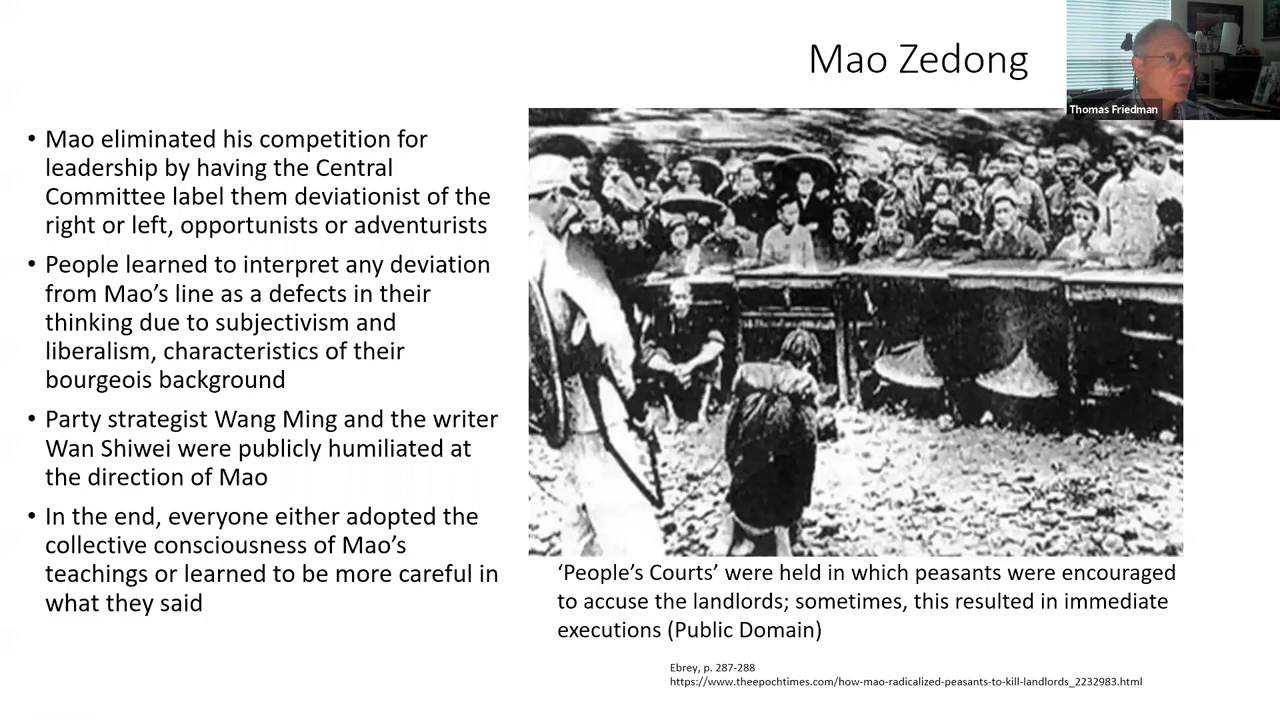 Mao Zedong
Thomas Friedman
• Mao eliminated his competition for
leadership by having the Central
Committee label them deviationist of the
right or left, opportunists or adventurists
• People learned to interpret any deviation
from Mao’s line as a defects in their
thinking due to subjectivism and
liberalism, characteristics of their
bourgeois background
• Party strategist Wang Ming and the writer
Wan Shiwei were publicly humiliated at
the direction of Mao
• In the end, everyone either adopted the
collective consciousness of Mao’s
teachings or learned to be more careful in
what they said
‘People’s Courts’ were held in which peasants were encouraged
to accuse the landlords; sometimes, this resulted in immediate
executions (Public Domain)
Ebrey, p. 287-288
https://www.theepochtimes.com/how-mao-radicalized-peasants-to-kill-landlords_2232983.html